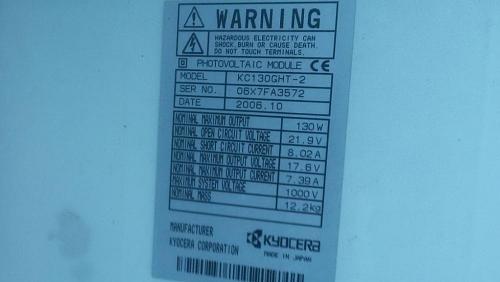 WARNING
HAZARDOUS ELECTRICITY CAN
SHOCK, BURN OR CAUSE DEATH.
DO NOT TOUCH TERMINALS.
PHOTOVOLTAIC MODULE CE
MODEL KC130GHT-2
SER NO. 06X7FA3572
DATE 2006.10
NOMINAL MAXIMUM OUTPUT 130W
NOMINAL OPEN CIRCUIT VOLTAGE 21.9V
NOMINAL SHORT CIRCUIT CURRENT 8.02A
NOMINAL MAXIMUM OUTPUT VOLTAGE 17.6V
NOMINAL MAXIMUM OUTPUT CURRENT 7.39A
MAXIMUM SYSTEM VOLTAGE 1000V
NOMINAL MASS 12.2kg
MANUFACTURER
KYOCERA CORPORATION
KYOCERA
MADE IN JAPAN